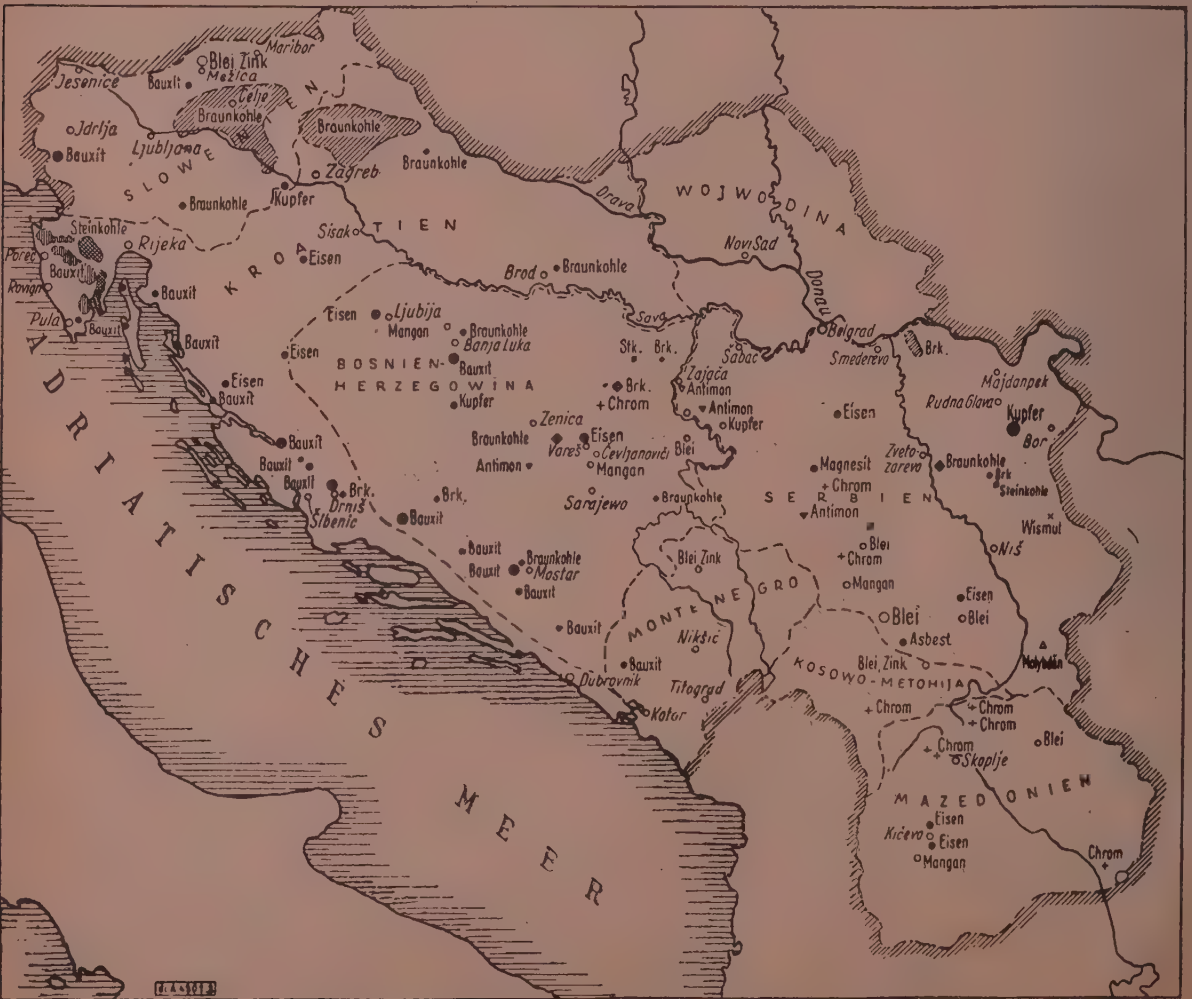 Maribor
Blei Zink
Mežica
Jesenice
Bauxit
Celje
Braunkohle
Braunkohle
Jdrija
Ljubljana
Bauxit
SLOWENIEN
Braunkohle
Zagreb
Kupfer
Braunkohle
Steinkohle
Rijeka
Sisak
KROATIEN
Eisen
Poreč
Bauxit
Rovign
Bauxit
Pula
Bauxit
Bauxit
Drava
WOJWODINA
Novi Sad
Donau
Brod
Braunkohle
Sava
Belgrad
Eisen
Ljubija
Mangan
Braunkohle
Banja Luka
Bauxit
Eisen
BOSNIEN-
HERZEGOWINA
Kupfer
Stk.
Brk.
Brk.
Chrom
Šabac
Smederevo
Brk.
Zajača
Antimon
Antimon
Kupfer
Majdanpek
Rudna Glava
Kupfer
Bor
Eisen
Eisen
Bauxit
Zenica
Braunkohle
Eisen
Vareš
Čevljanovići
Mangan
Antimon
Blei
Zveto-
zarevo
Braunkohle
Brk
Steinkohle
Bauxit
Bauxit
Bauxit
Brk.
Drniš
Šibenic
Brk.
Bauxit
Sarajewo
Braunkohle
Magnesit
Chrom
SERBIEN
Antimon
Wismut
Blei
Chrom
Niš
Bauxit
Braunkohle
Bauxit
Mostar
Bauxit
Blei Zink
Mangan
MONTENEGRO
Eisen
Blei
Blei
Asbest
Bauxit
Nikšić
Bauxit
Blei, Zink
Molybdän
KOSOWO-METOHIJA
Dubrovnik
Titograd
Kotor
Chrom
Chrom
Chrom
Blei
Chrom
Skoplje
MAZEDONIEN
Eisen
Kičevo
Eisen
Mangan
Chrom
ADRIATISCHES
MEER